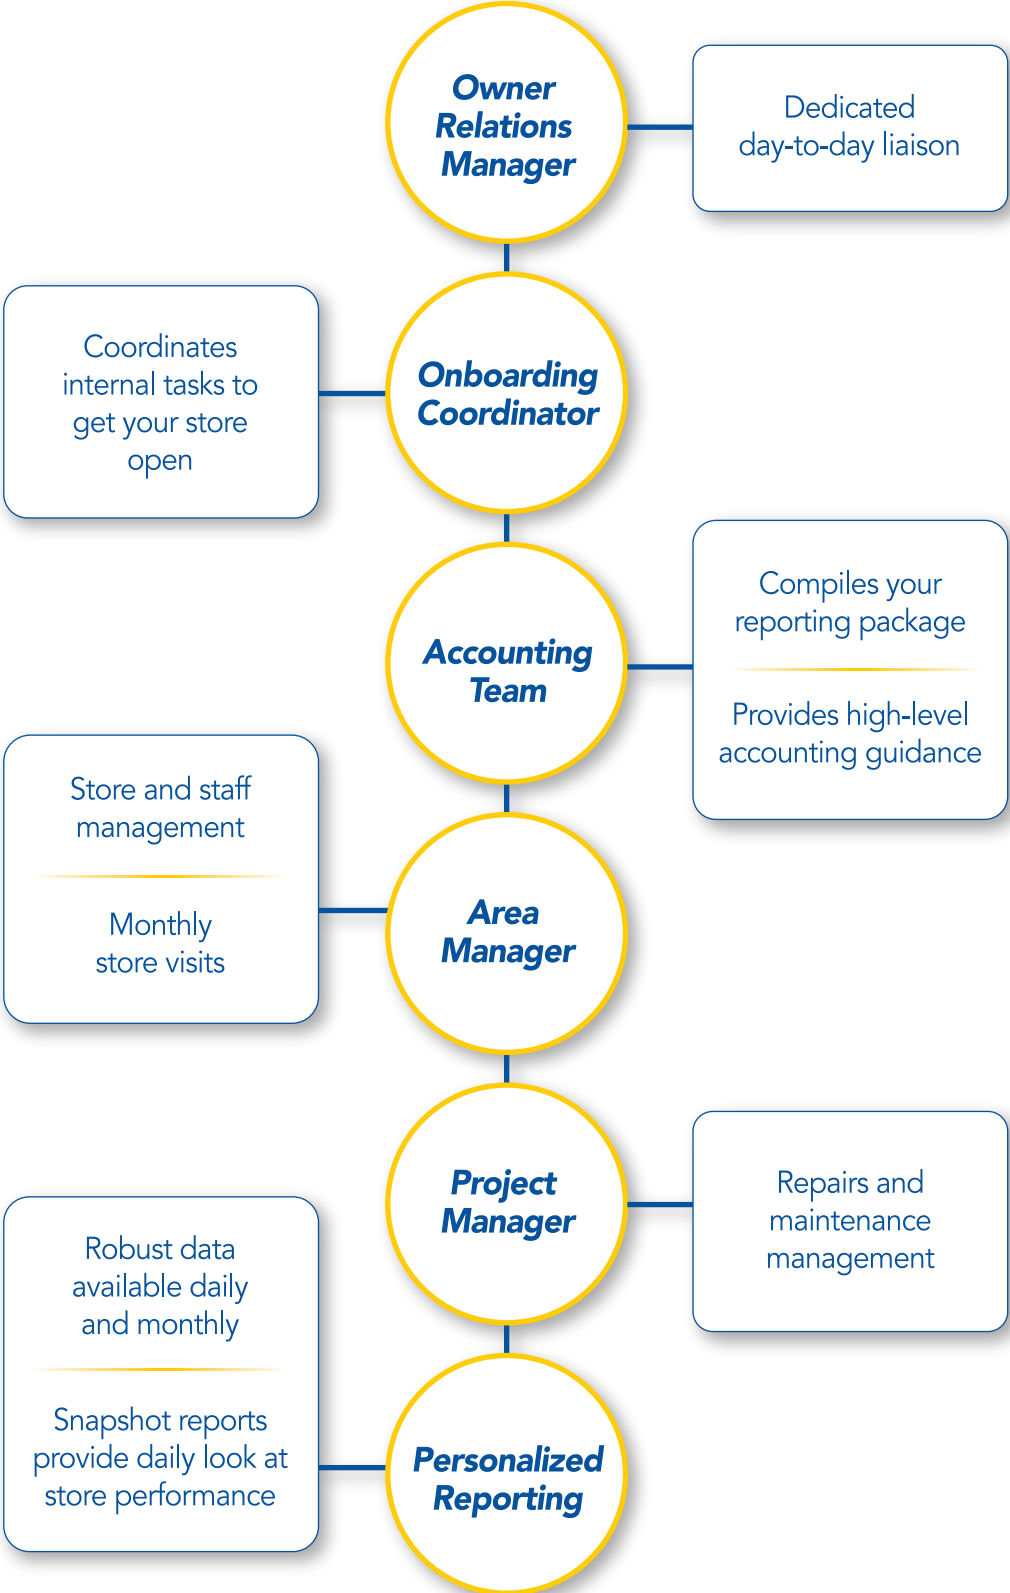 Owner
Relations
Manager
Dedicated
day-to-day liaison
Coordinates
internal tasks to
get your store
open
Onboarding
Coordinator
Accounting
Team
Compiles your
reporting package
Provides high-level
accounting guidance
Store and staff
management
Monthly
store visits
Area
Manager
Project
Manager
Repairs and
maintenance
management
Robust data
available daily
and monthly
Snapshot reports
provide daily look at
store performance
Personalized
Reporting